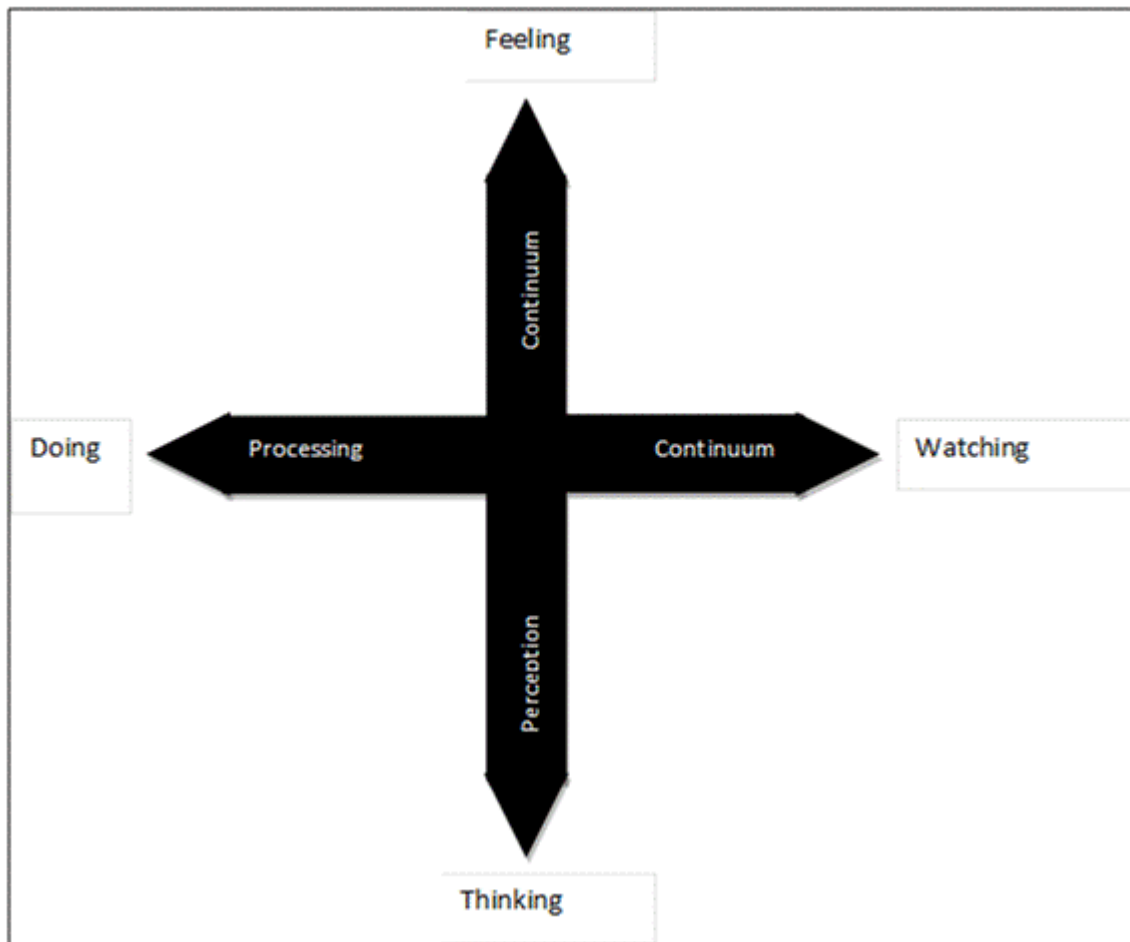 Feeling
Continuum
Doing
Processing
Continuum
Watching
Perception
Thinking